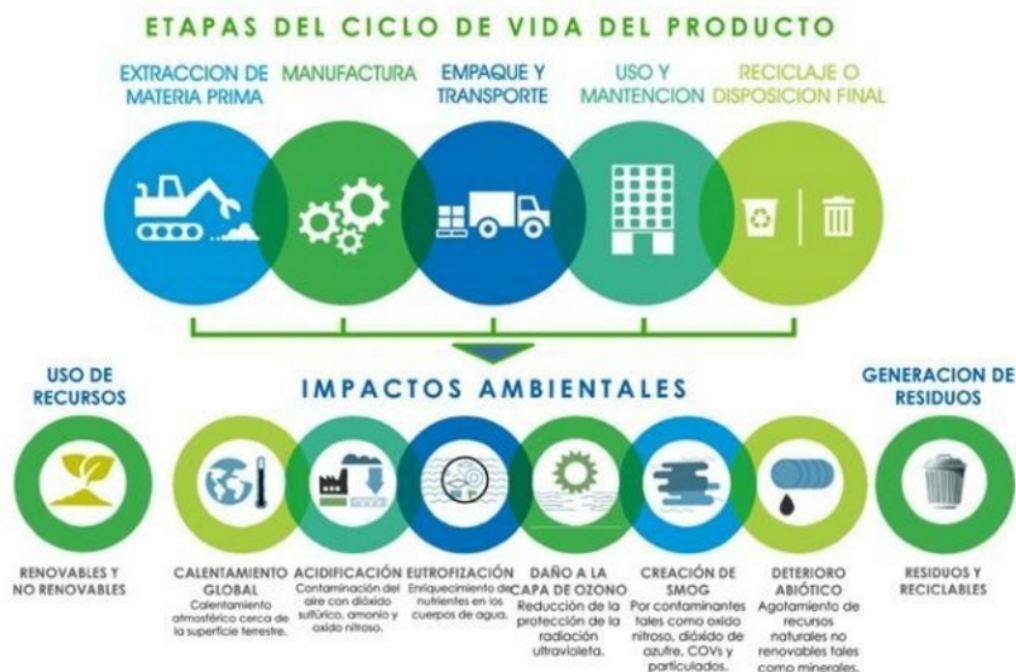 ETAPAS DEL CICLO DE VIDA DEL PRODUCTO
EXTRACCION DE
MATERIA PRIMA
MANUFACTURA
EMPAQUE Y
TRANSPORTE
USO Y
MANTENCION
RECICLAJE O
DISPOSICION FINAL
USO DE
RECURSOS
IMPACTOS AMBIENTALES
GENERACION DE
RESIDUOS
RENOVABLES Y
NO RENOVABLES
CALENTAMIENTO
GLOBAL
Calentamiento
atmosférico cerca de
la superficie terrestre.
ACIDIFICACIÓN
Contaminación del
aire con dióxido
sulfúrico, amonio y
oxido nitroso.
EUTROFIZACIÓN
Enriquecimiento de
nutrientes en los
cuerpos de agua.
DAÑO A LA
CAPA DE OZONO
Reducción de la
protección de la
radiación
ultravioleta.
CREACIÓN DE
SMOG
Por contaminantes
tales como oxido
nitroso, dióxido de
azufre, COVs y
particulados.
DETERIORO
ABIÓTICO
Agotamiento de
recursos
naturales no
renovables tales
como minerales.
RESIDUOS Y
RECICLABLES